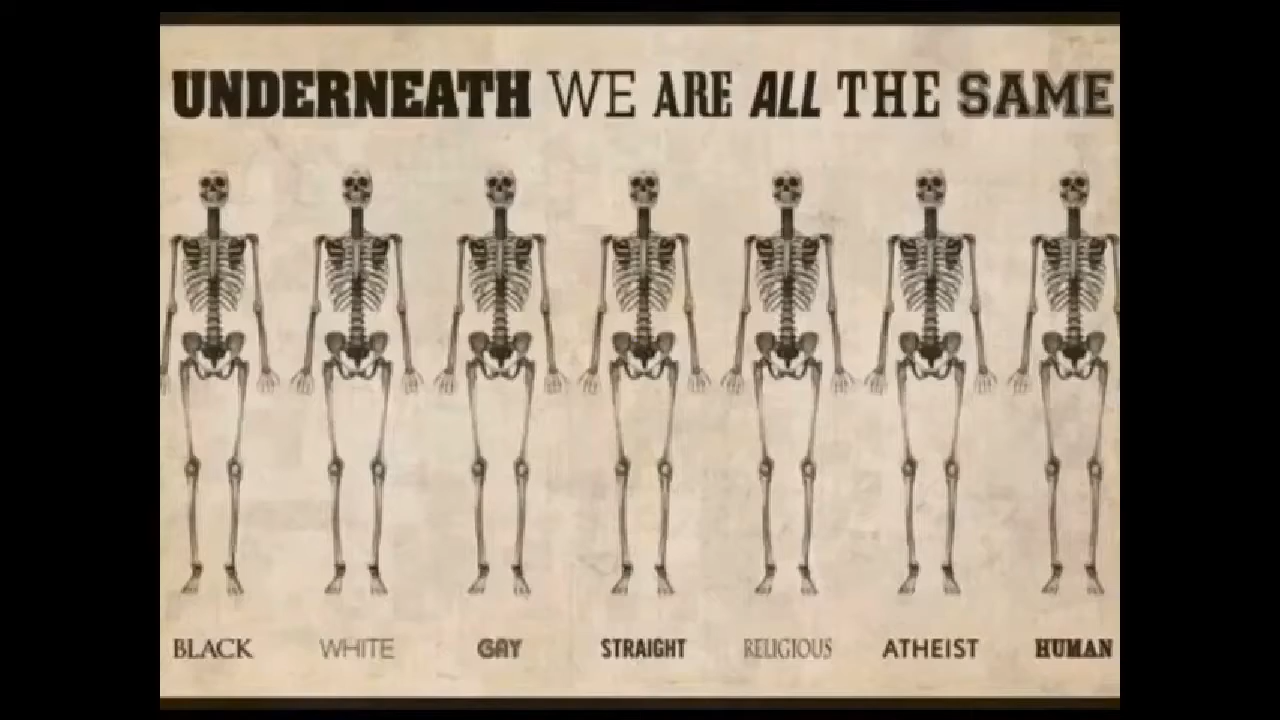 UNDERNEATH WE ARE ALL THE SAME
BLACK WHITE GAY STRAIGHT RELIGIOUS ATHEIST HUMAN